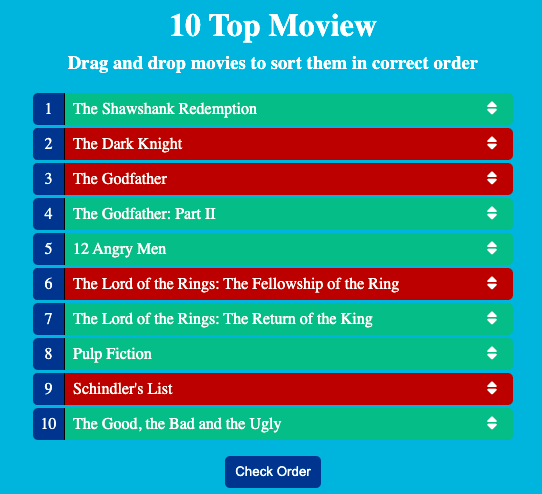 10 Top Moview
Drag and drop movies to sort them in correct order
1 The Shawshank Redemption
2 The Dark Knight
3 The Godfather
4 The Godfather: Part II
5 12 Angry Men
6 The Lord of the Rings: The Fellowship of the Ring
7 The Lord of the Rings: The Return of the King
8 Pulp Fiction
9 Schindler's List
10 The Good, the Bad and the Ugly
Check Order